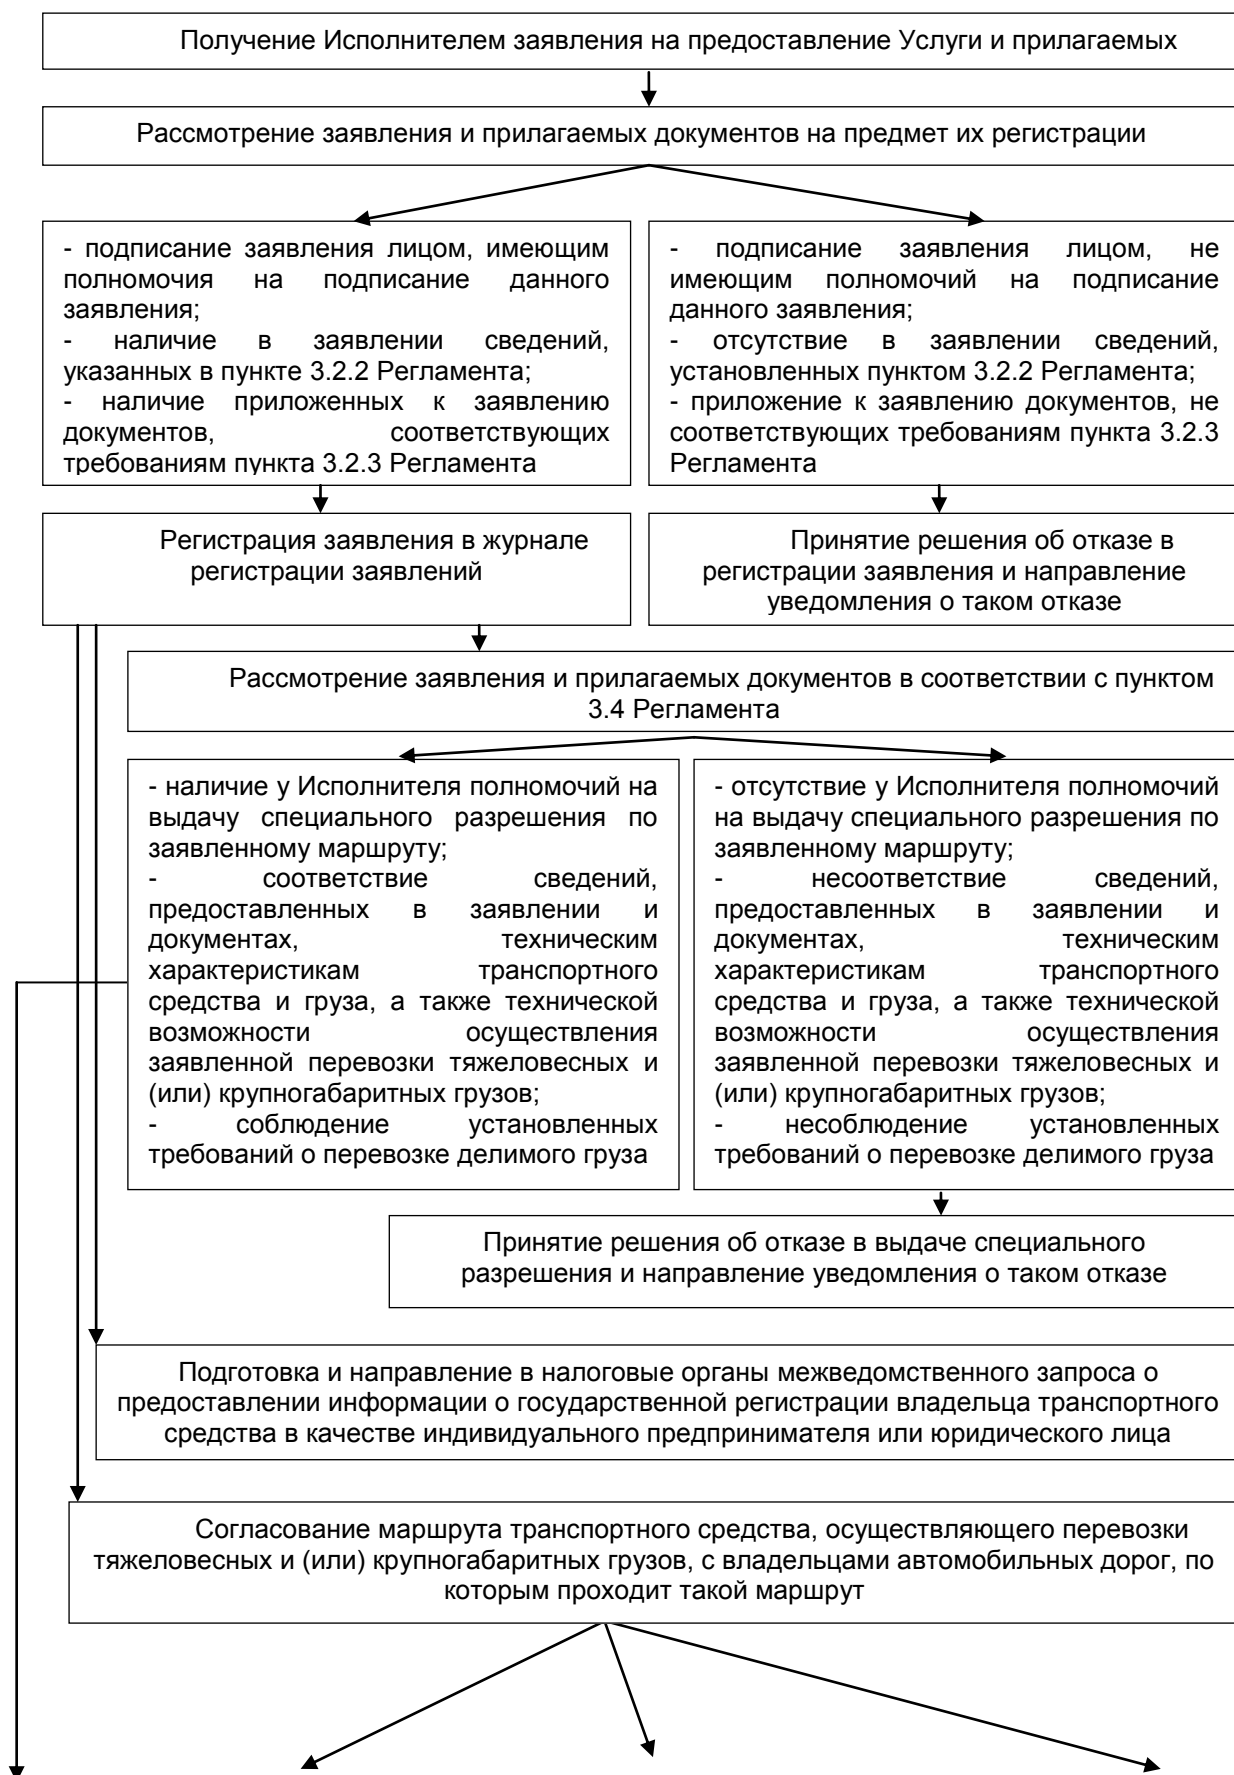 Получение Исполнителем заявления на предоставление Услуги и прилагаемых
Рассмотрение заявления и прилагаемых документов на предмет их регистрации
- подписание заявления лицом, имеющим
полномочия на подписание данного
заявления;
- наличие в заявлении сведений,
указанных в пункте 3.2.2 Регламента;
- наличие приложенных к заявлению
документов, соответствующих
требованиям пункта 3.2.3 Регламента
- подписание заявления лицом, не
имеющим полномочий на подписание
данного заявления;
- отсутствие в заявлении сведений,
установленных пунктом 3.2.2 Регламента;
- приложение к заявлению документов, не
соответствующих требованиям пункта 3.2.3
Регламента
Регистрация заявления в журнале
регистрации заявлений
Принятие решения об отказе в
регистрации заявления и направление
уведомления о таком отказе
Рассмотрение заявления и прилагаемых документов в соответствии с пунктом
3.4 Регламента
- наличие у Исполнителя полномочий на
выдачу специального разрешения по
заявленному маршруту;
- соответствие сведений,
предоставленных в заявлении и
документах, техническим
характеристикам транспортного
средства и груза, а также технической
возможности осуществления
заявленной перевозки тяжеловесных и
(или) крупногабаритных грузов;
- соблюдение установленных
требований о перевозке делимого груза
- отсутствие у Исполнителя полномочий
на выдачу специального разрешения по
заявленному маршруту;
- несоответствие сведений,
предоставленных в заявлении и
документах, техническим
характеристикам транспортного
средства и груза, а также технической
возможности осуществления
заявленной перевозки тяжеловесных и
(или) крупногабаритных грузов;
- несоблюдение установленных
требований о перевозке делимого груза
Принятие решения об отказе в выдаче специального
разрешения и направление уведомления о таком отказе
Подготовка и направление в налоговые органы межведомственного запроса о
предоставлении информации о государственной регистрации владельца транспортного
средства в качестве индивидуального предпринимателя или юридического лица
Согласование маршрута транспортного средства, осуществляющего перевозки
тяжеловесных и (или) крупногабаритных грузов, с владельцами автомобильных дорог, по
которым проходит такой маршрут